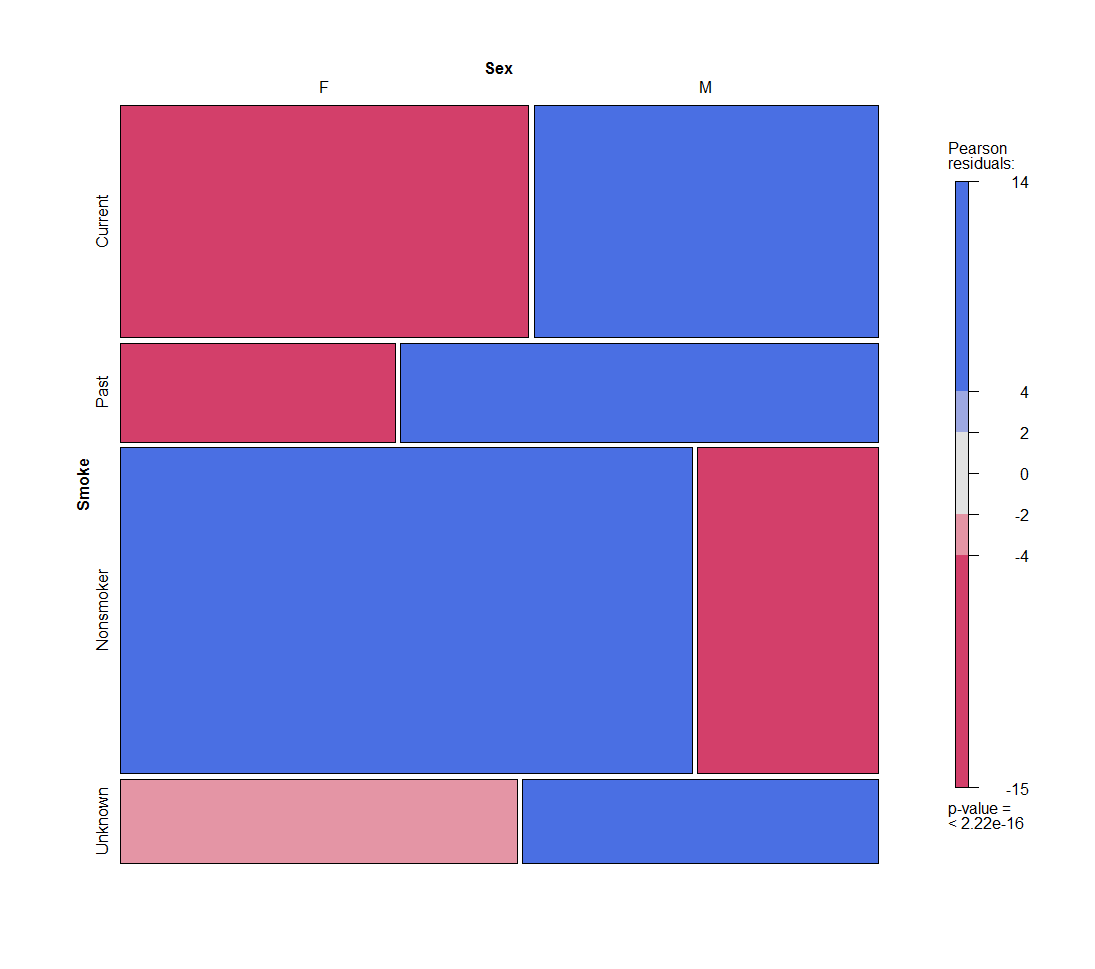 Sex
F
M
Smoke
Current
Past
Nonsmoker
Unknown
Pearson
residuals:
14
4
2
0
-2
-4
-15
p-value =
< 2.22e-16